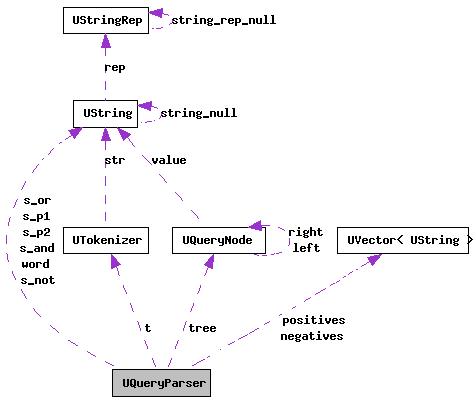 UStringRep
string_rep_null
rep
UString
string_null
str
value
s_or
s_p1
s_p2
s_and
word
s_not
UTokenizer
UQueryNode
right
left
UVector< UString >
t
tree
positives
negatives
UQueryParser